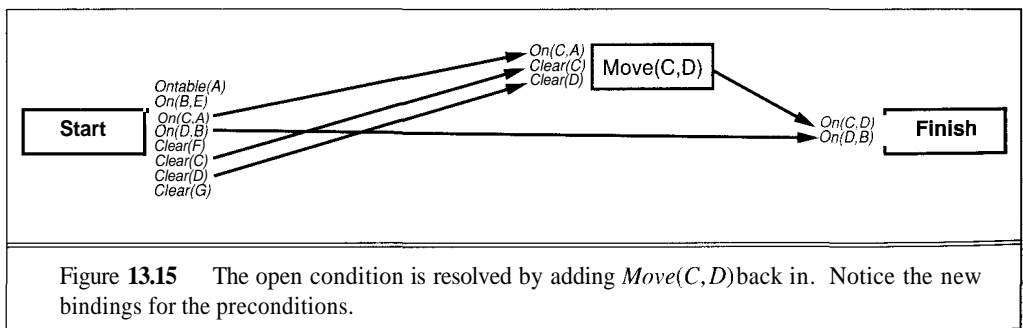 Start
Ontable(A)
On(B,E)
On(C,A)
On(D,B)
Clear(F)
Clear(C)
Clear(D)
Clear(G)
On(C,A)
Clear(C)
Clear(D)
Move(C,D)
On(C,D)
On(D,B)
Finish
Figure 13.15 The open condition is resolved by adding Move(C,D)back in. Notice the new
bindings for the preconditions.